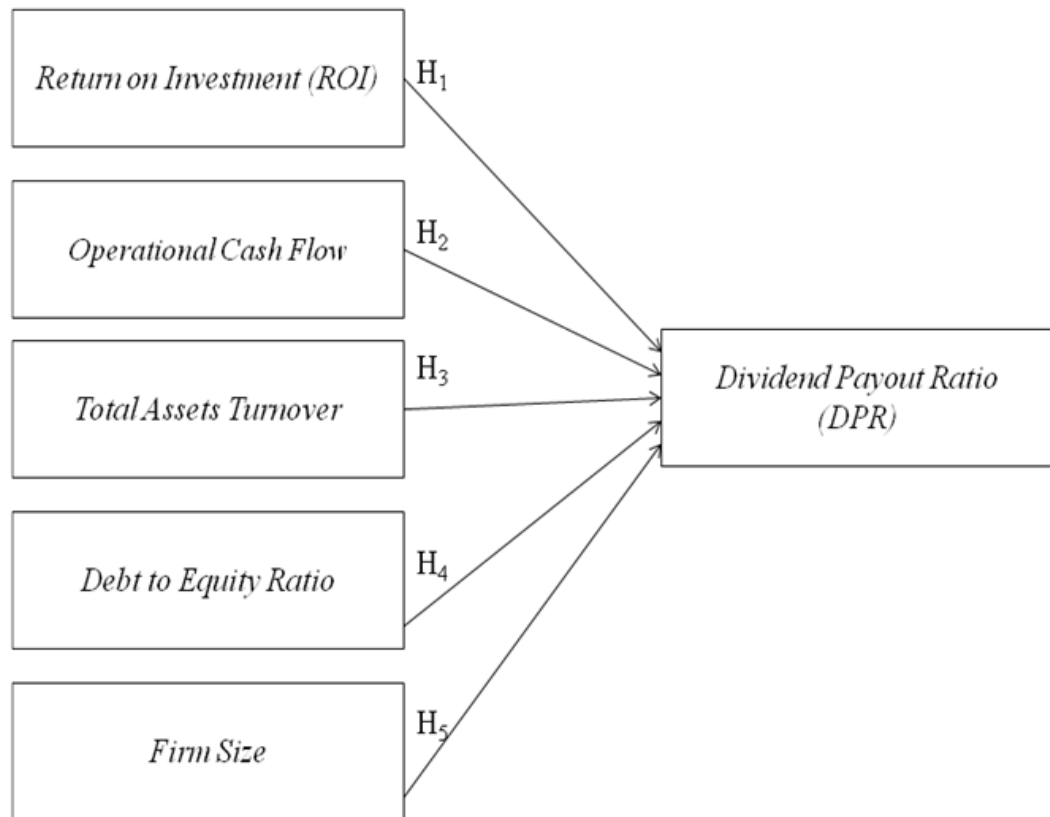 Return on Investment (ROI)
H₁
Operational Cash Flow
H₂
Total Assets Turnover
H₃
Dividend Payout Ratio
(DPR)
Debt to Equity Ratio
H₄
Firm Size
H₅